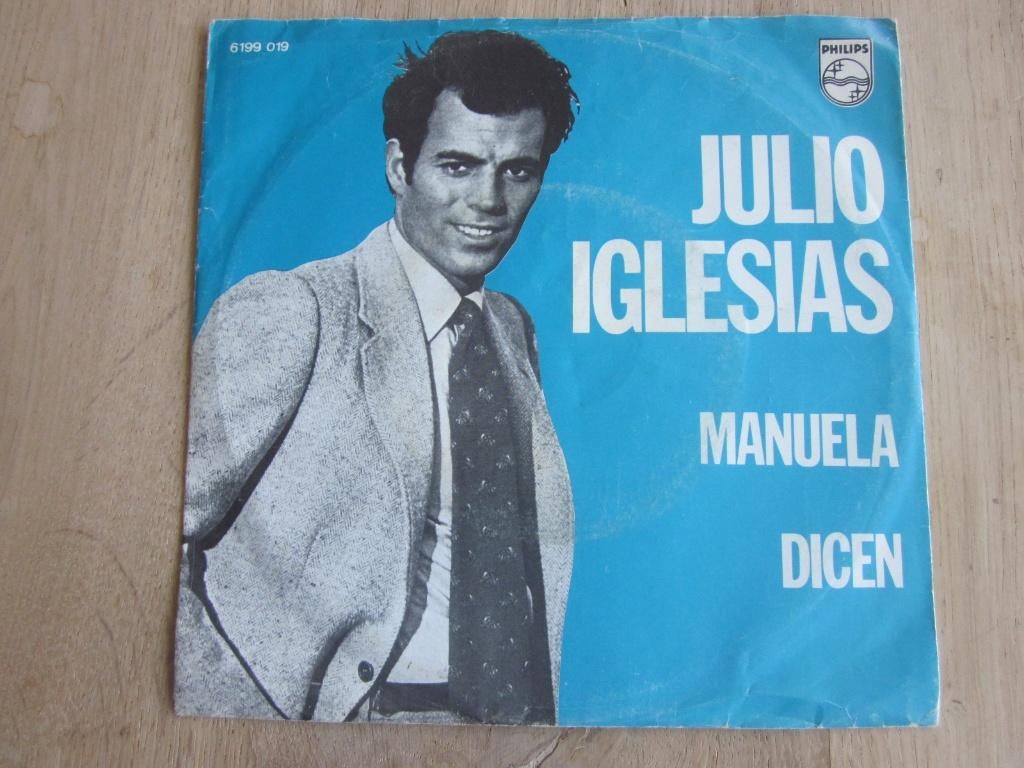 6199 019
PHILIPS
JULIO
IGLESIAS
MANUELA
DICEN